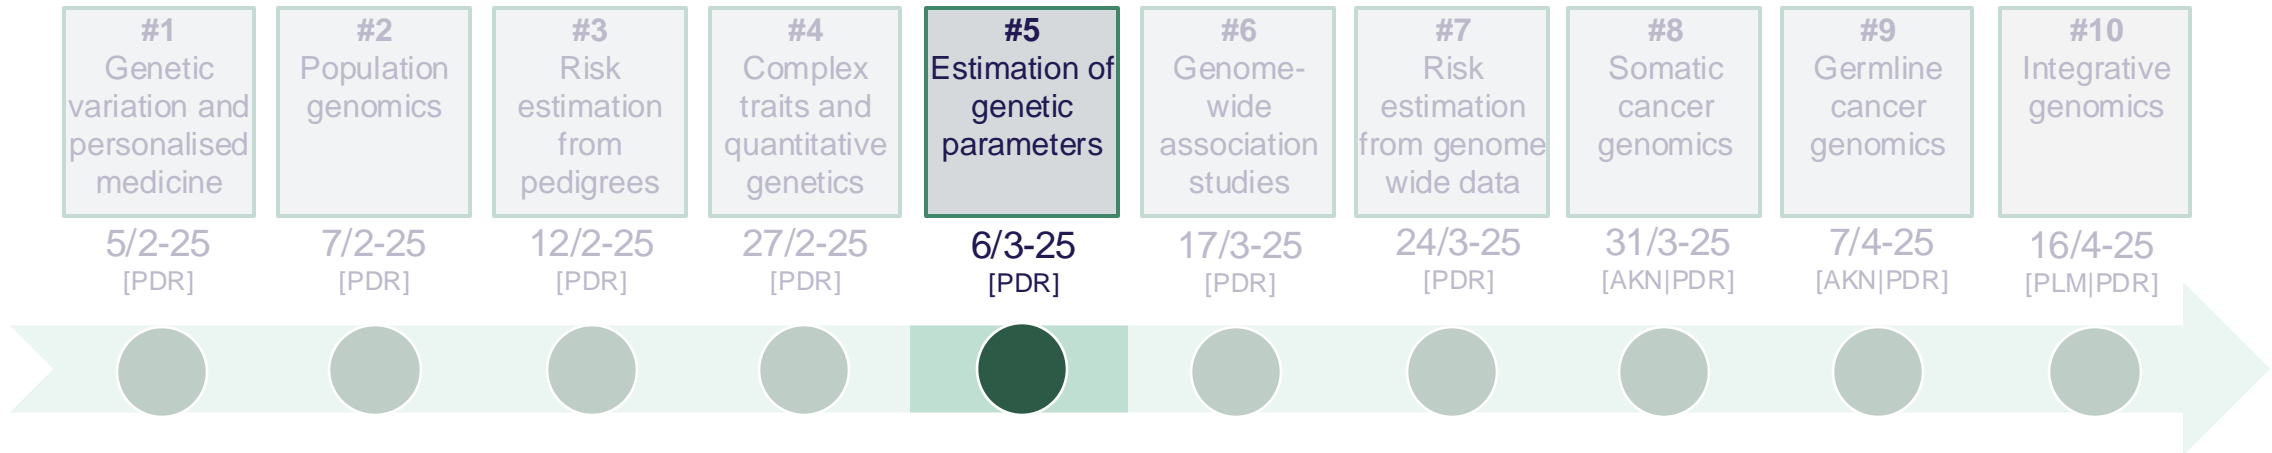 #1
Genetic
variation and
personalised
medicine
5/2-25
[PDR]
#2
Population
genomics
7/2-25
[PDR]
#3
Risk
estimation
from
pedigrees
12/2-25
[PDR]
#4
Complex
traits and
quantitative
genetics
27/2-25
[PDR]
#5
Estimation of
genetic
parameters
6/3-25
[PDR]
#6
Genome-
wide
association
studies
17/3-25
[PDR]
#7
Risk
estimation
from genome
wide data
24/3-25
[PDR]
#8
Somatic
cancer
genomics
31/3-25
[AKN|PDR]
#9
Germline
cancer
genomics
7/4-25
[AKN|PDR]
#10
Integrative
genomics
16/4-25
[PLM|PDR]